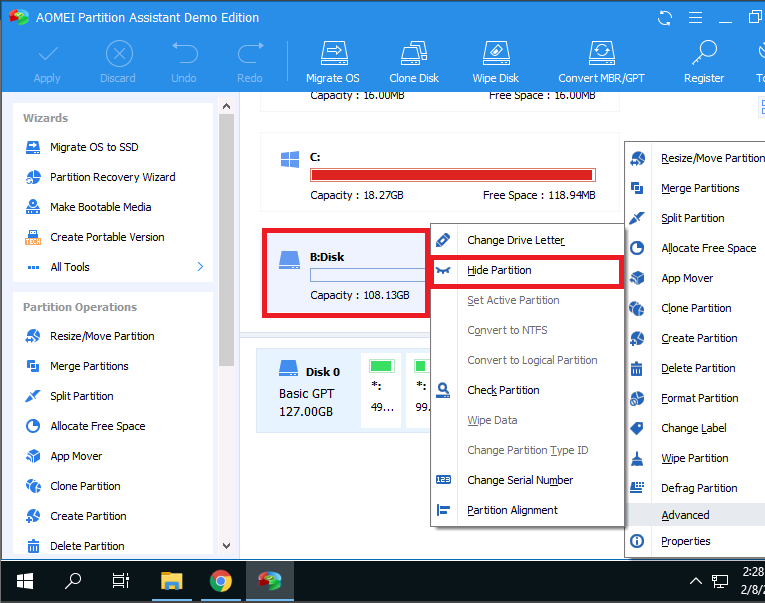 AOMEI Partition Assistant Demo Edition
Apply
Discard
Undo
Redo
Migrate OS
Clone Disk
Wipe Disk
Convert MBR/GPT
Register
Wizards
Migrate OS to SSD
Partition Recovery Wizard
Make Bootable Media
Create Portable Version
All Tools
Partition Operations
Resize/Move Partition
Merge Partitions
Split Partition
Allocate Free Space
App Mover
Clone Partition
Create Partition
Delete Partition
Capacity : 16.00MB
Free Space : 16.00MB
C:
Capacity : 18.27GB
Free Space : 118.94MB
B:Disk
Capacity : 108.13GB
Disk 0
Basic GPT
127.00GB
*:
49...
*:
99.
Change Drive Letter
Hide Partition
Set Active Partition
Convert to NTFS
Convert to Logical Partition
Check Partition
Wipe Data
Change Partition Type ID
123
Change Serial Number
Partition Alignment
Resize/Move Partition
Merge Partitions
Split Partition
Allocate Free Space
App Mover
Clone Partition
Create Partition
Delete Partition
Format Partition
Change Label
Wipe Partition
Defrag Partition
Advanced
Properties
2:28
2/8/2